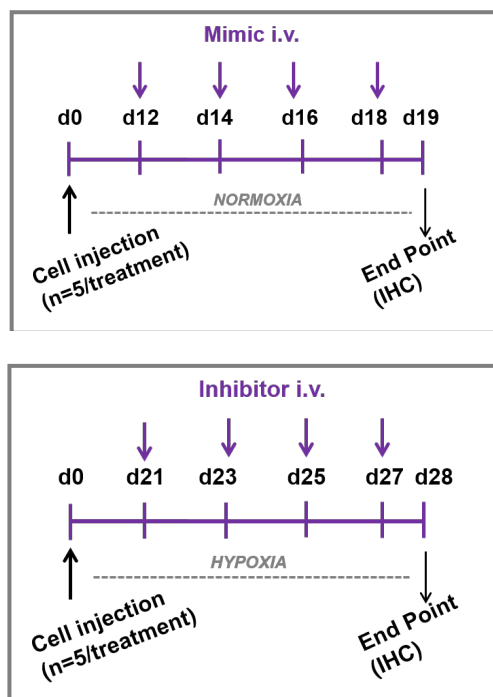 Mimic i.v.
d0 d12 d14 d16 d18 d19
NORMOXIA
Cell injection
(n=5/treatment)
End Point
(IHC)
Inhibitor i.v.
d0 d21 d23 d25 d27 d28
HYPOXIA
Cell injection
(n=5/treatment)
End Point
(IHC)